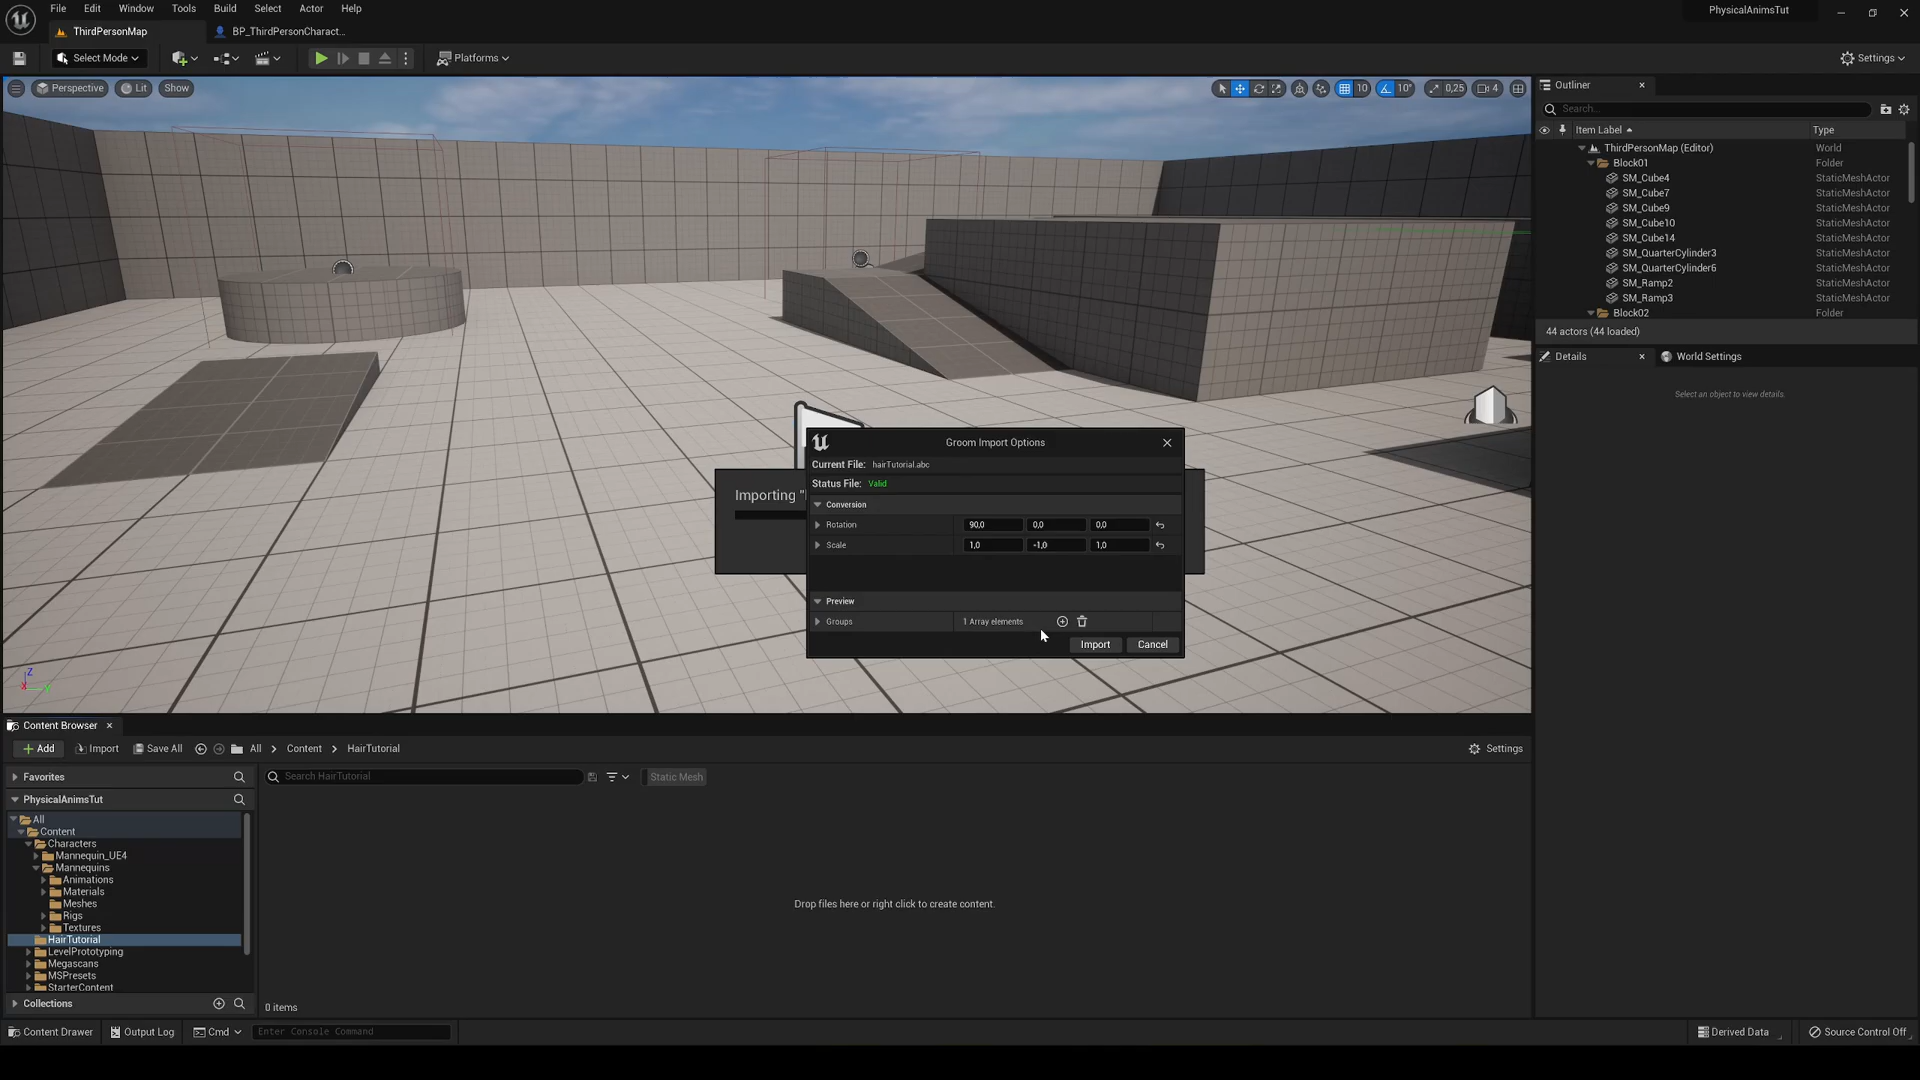 File Edit Window Tools Build Select Actor Help
PhysicalAnimsTut
ThirdPersonMap
BP_ThirdPersonCharact...
Select Mode
Platforms
Settings
Perspective
Lit
Show
10
10°
0,25
4
Outliner
Search...
Item Label
Type
ThirdPersonMap (Editor) World
Block01 Folder
SM_Cube4 StaticMeshActor
SM_Cube7 StaticMeshActor
SM_Cube9 StaticMeshActor
SM_Cube10 StaticMeshActor
SM_Cube14 StaticMeshActor
SM_QuarterCylinder3 StaticMeshActor
SM_QuarterCylinder6 StaticMeshActor
SM_Ramp2 StaticMeshActor
SM_Ramp3 StaticMeshActor
Block02 Folder
44 actors (44 loaded)
Details
World Settings
Select an object to view details.
Importing "
Groom Import Options
Current File: hairTutorial.abc
Status File: Valid
Conversion
Rotation 90,0 0,0 0,0
Scale 1,0 -1,0 1,0
Preview
Groups 1 Array elements
Import Cancel
Z
X
Y
Content Browser
Add Import Save All All Content HairTutorial
Settings
Favorites
Search HairTutorial
Static Mesh
PhysicalAnimsTut
All
Content
Characters
Mannequin_UE4
Mannequins
Animations
Materials
Meshes
Rigs
Textures
HairTutorial
LevelPrototyping
Megascans
MSPresets
StarterContent
Drop files here or right click to create content.
Collections
0 items
Content Drawer Output Log Cmd Enter Console Command
Derived Data
Source Control Off